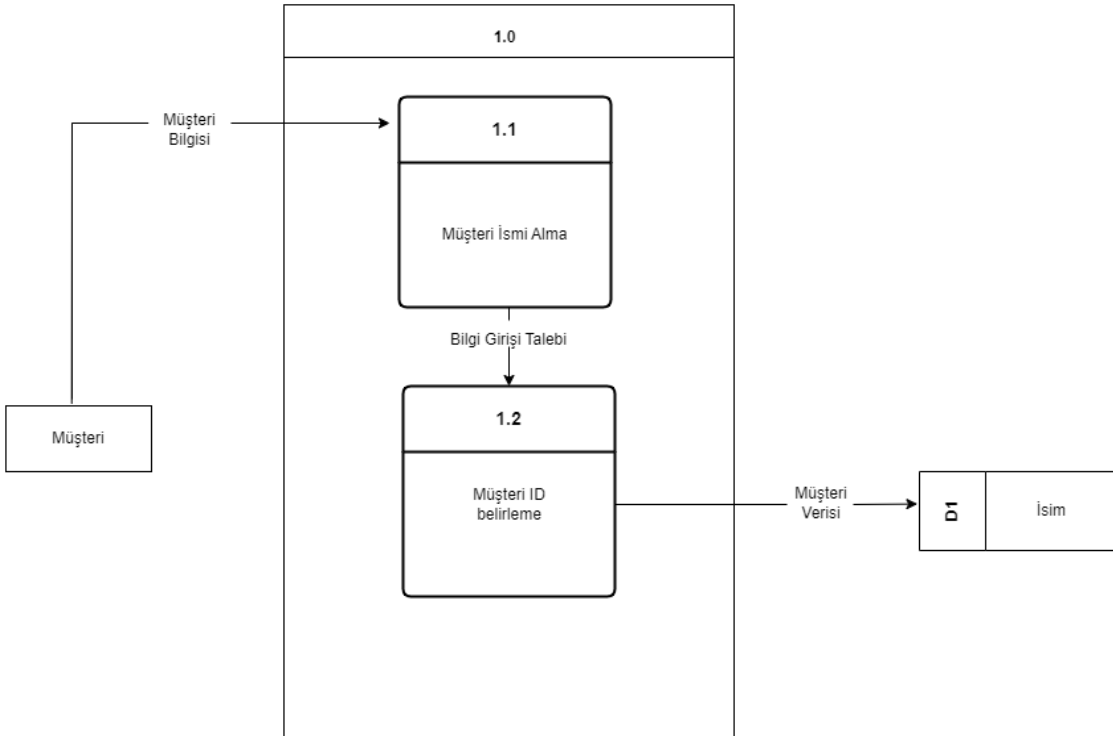 1.0
Müşteri
Bilgisi
1.1
Müşteri İsmi Alma
Bilgi Girişi Talebi
1.2
Müşteri
Müşteri ID
belirleme
Müşteri
Verisi
D1
İsim